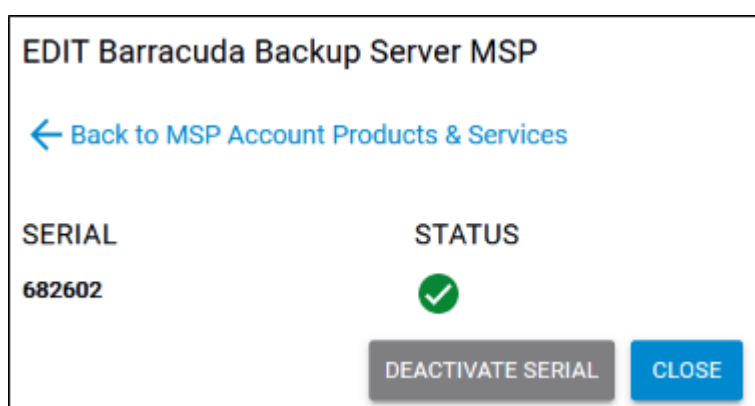 EDIT Barracuda Backup Server MSP
Back to MSP Account Products & Services
SERIAL STATUS
682602
DEACTIVATE SERIAL CLOSE